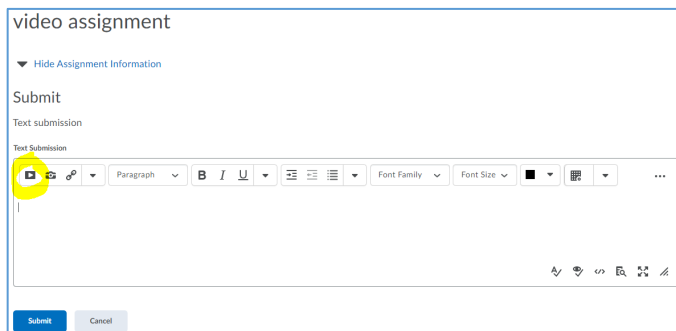 video assignment
Hide Assignment Information
Submit
Text submission
Text Submission
Paragraph B I U Font Family Font Size ...
Submit Cancel